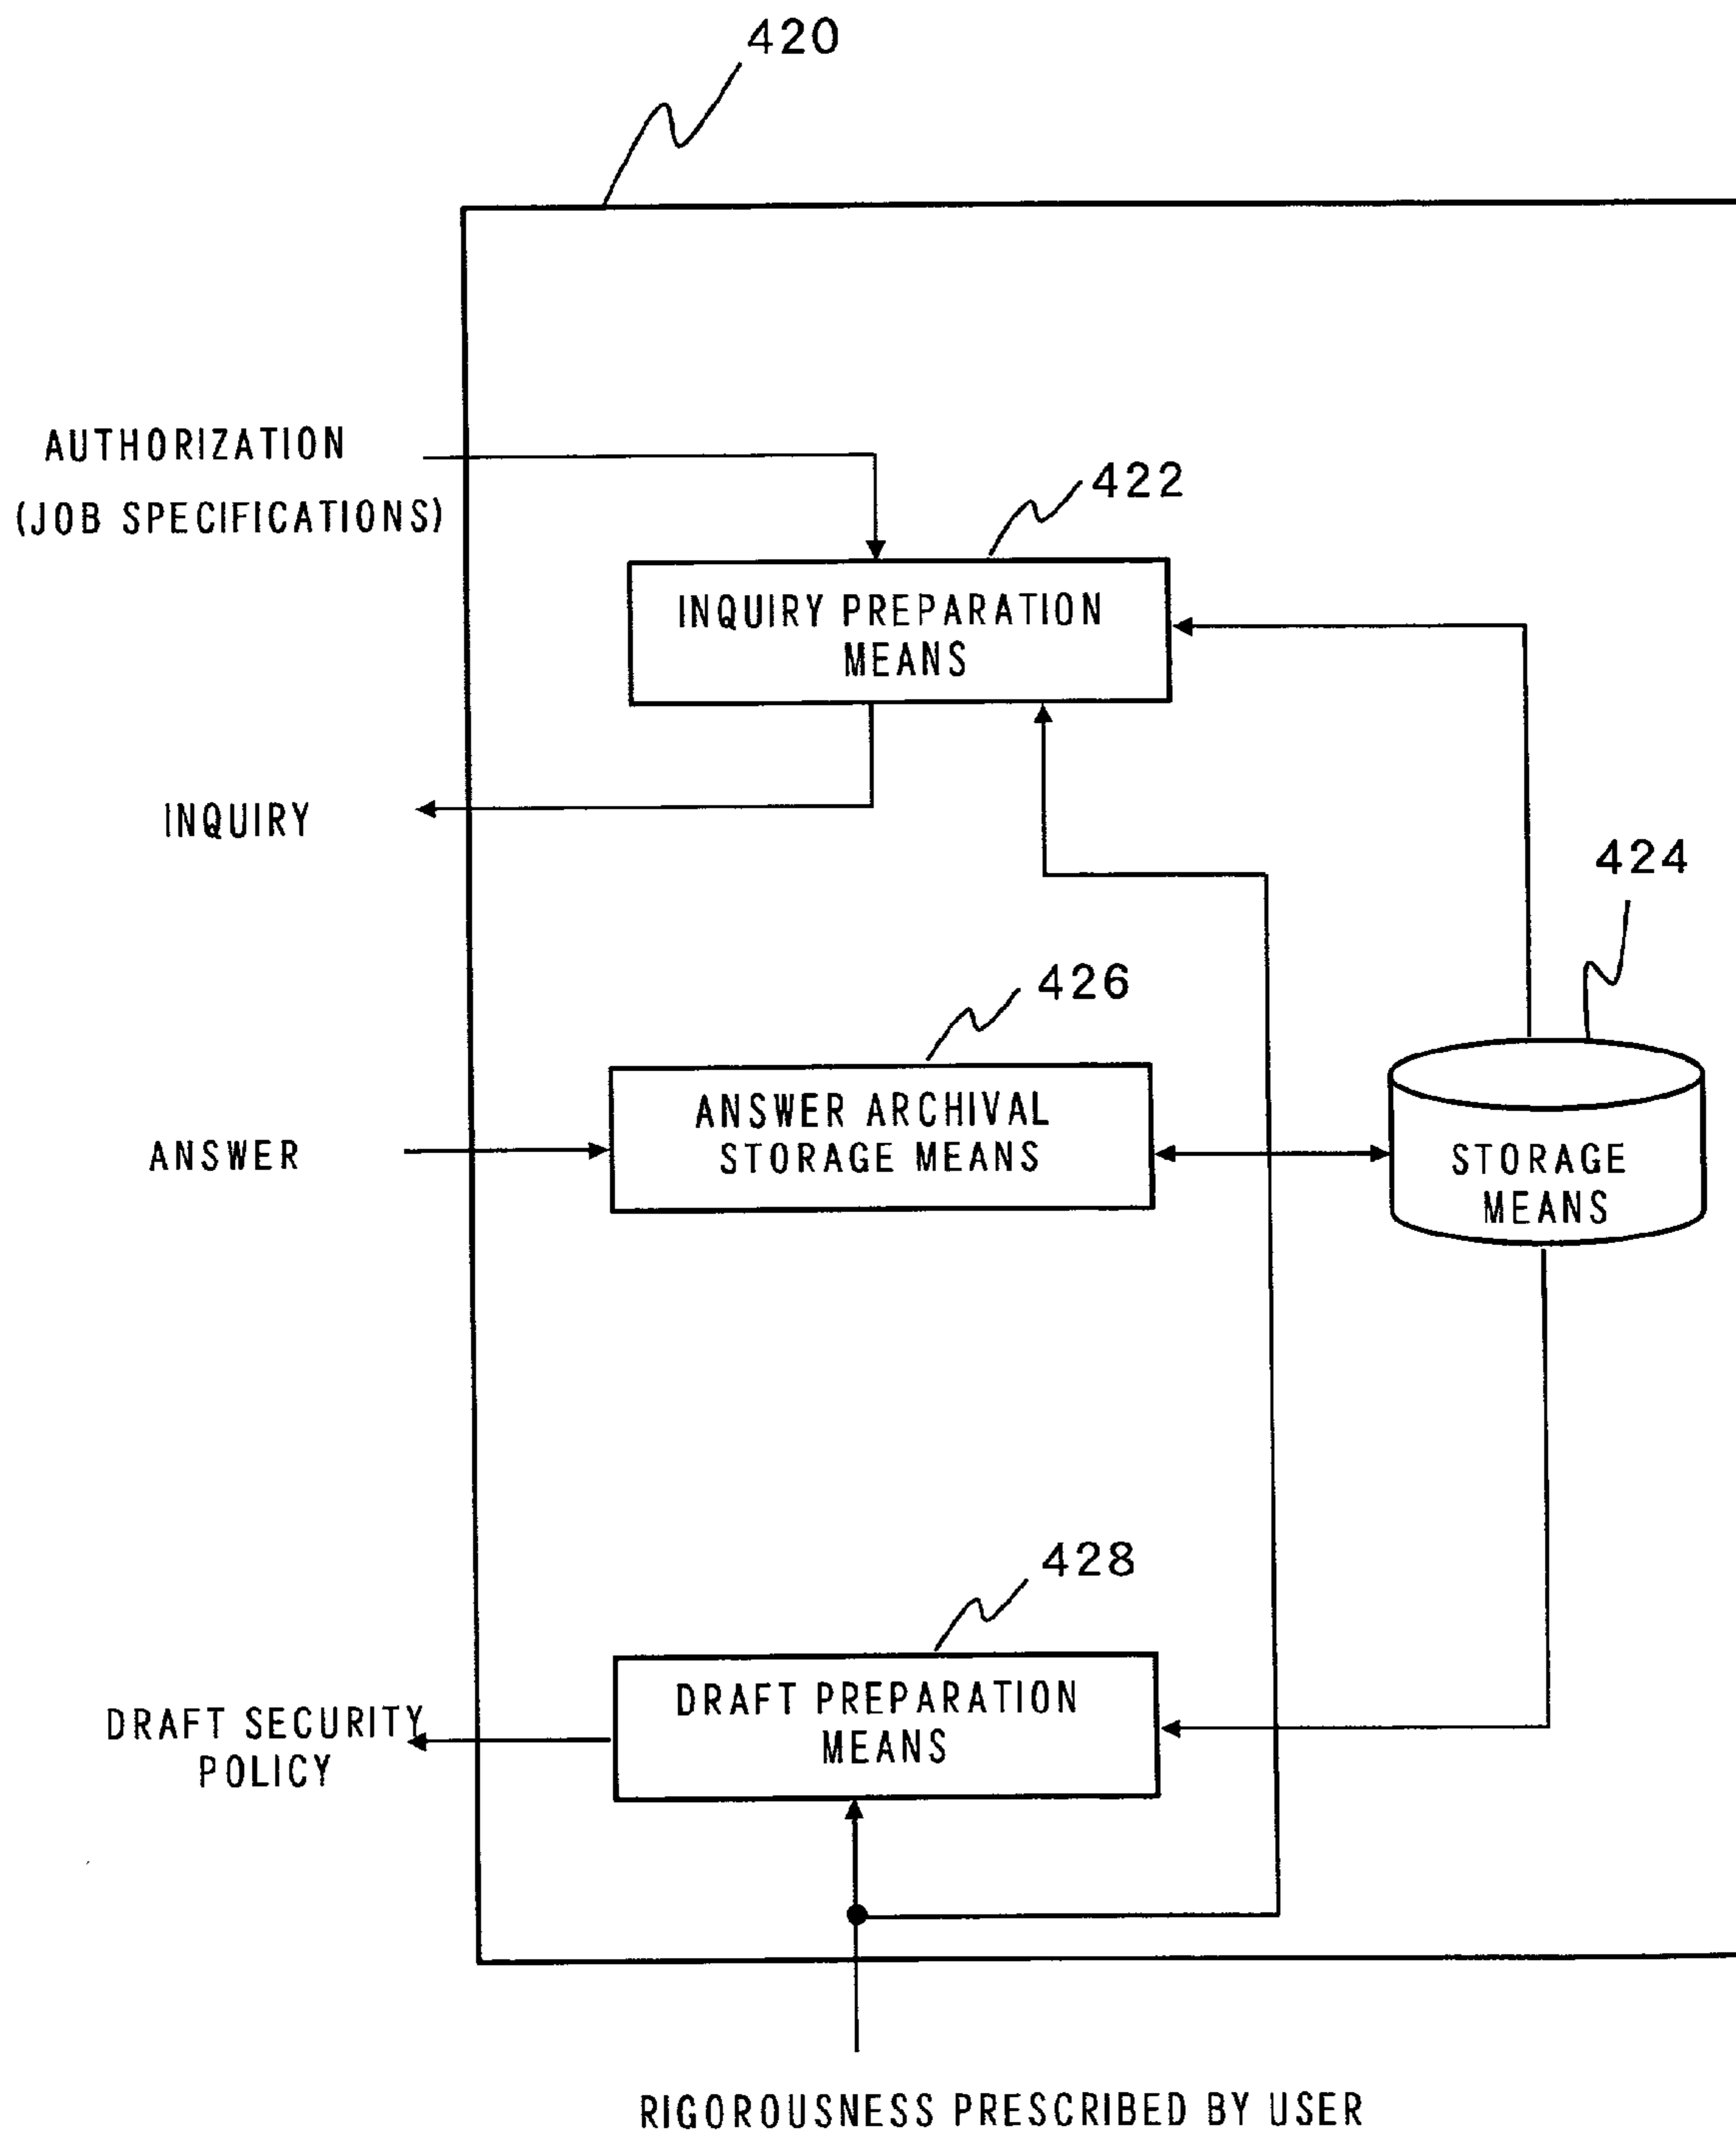 420
AUTHORIZATION
(JOB SPECIFICATIONS)
422
INQUIRY PREPARATION
MEANS
INQUIRY
424
426
ANSWER ARCHIVAL
STORAGE MEANS
ANSWER
STORAGE
MEANS
428
DRAFT PREPARATION
MEANS
DRAFT SECURITY
POLICY
RIGOROUSNESS PRESCRIBED BY USER